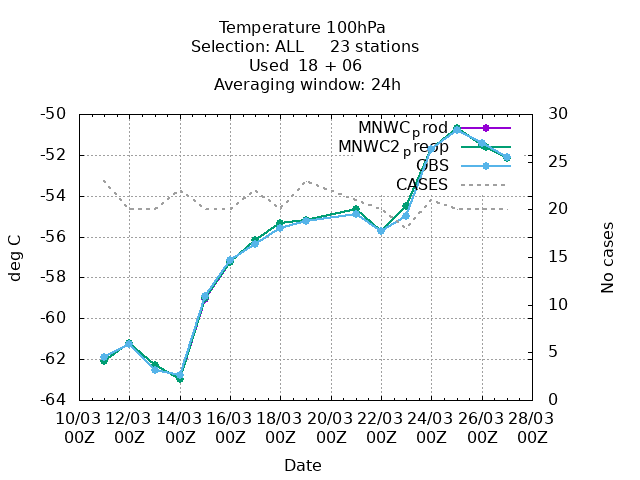 Temperature 100hPa
Selection: ALL 23 stations
Used 18 + 06
Averaging window: 24h
-50 30
MNWCprod
MNWC2preop
OBS
CASES
-52 25
-54 20
-56 15
-58 10
-60
-62 5
-64 0
deg C
No cases
10/03 12/03 14/03 16/03 18/03 20/03 22/03 24/03 26/03 28/03
00Z 00Z 00Z 00Z 00Z 00Z 00Z 00Z 00Z 00Z
Date